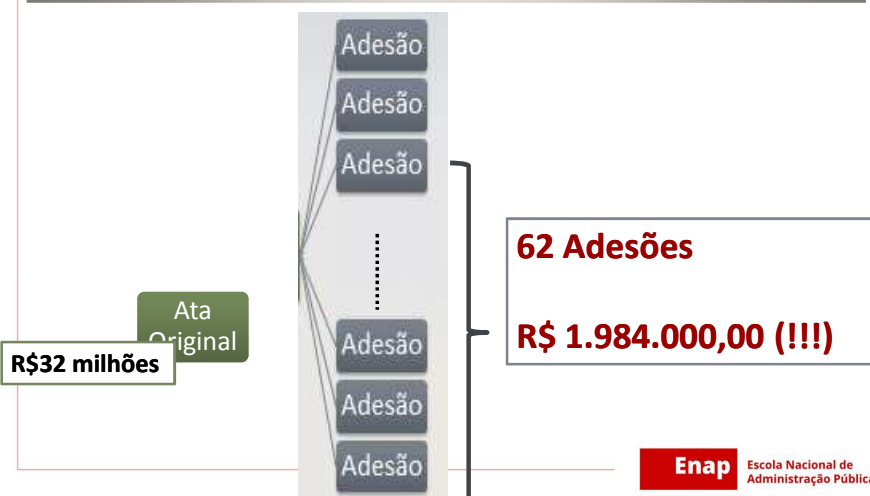 Adesão
Adesão
Adesão
Ata
Original
R$32 milhões
62 Adesões
R$ 1.984.000,00 (!!!)
Adesão
Adesão
Adesão
Enap
Escola Nacional de
Administração Pública